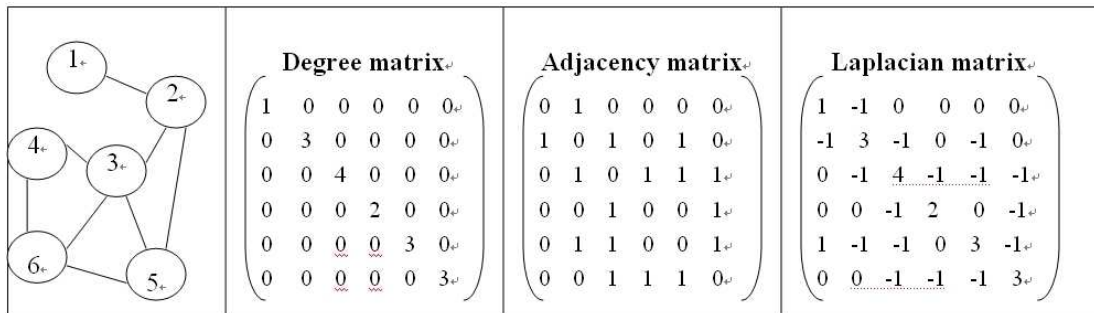 1
2
4
3
6
5
Degree matrix
1 0 0 0 0 0
0 3 0 0 0 0
0 0 4 0 0 0
0 0 0 2 0 0
0 0 0 0 3 0
0 0 0 0 0 3
Adjacency matrix
0 1 0 0 0 0
1 0 1 0 1 0
0 1 0 1 1 1
0 0 1 0 0 1
0 1 1 0 0 1
0 0 1 1 1 0
Laplacian matrix
1 -1 0 0 0 0
-1 3 -1 0 -1 0
0 -1 4 -1 -1 -1
0 0 -1 2 0 -1
1 -1 -1 0 3 -1
0 0 -1 -1 -1 3